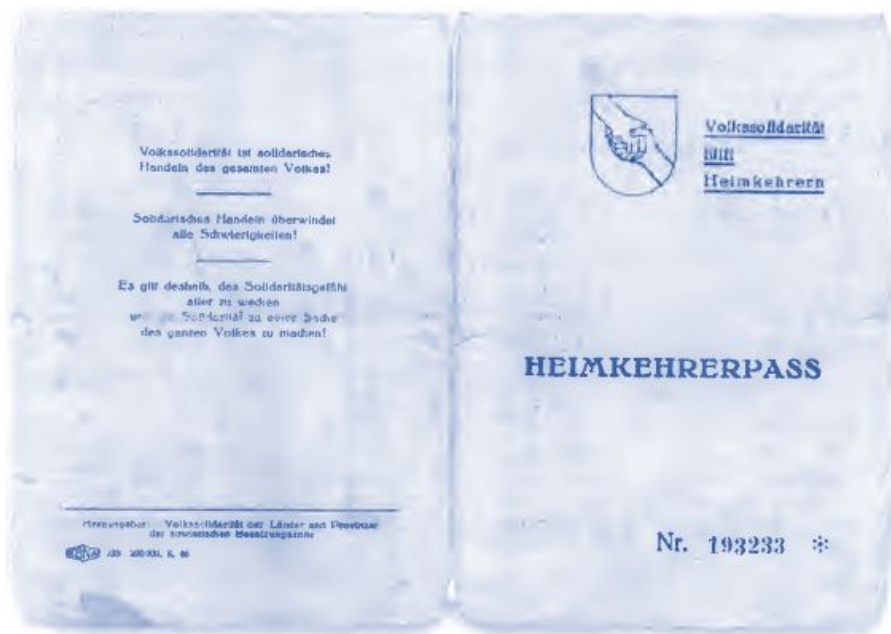 Volkssolidarität ist solidarisches
Handeln des gesamten Volkes!
Solidarisches Handeln überwindet
alle Schwierigkeiten!
Es gilt deshalb, das Solidaritätsgefühl
aller zu wecken
Solidarität zu einer Sache
des ganzen Volkes zu machen!
Herausgeber: Volkssolidarität der Länder und Provinzen
der sowjetischen Besatzungszone
Volkssolidarität
hilft
Heimkehrern
HEIMKEHRERPASS
Nr. 193233 *